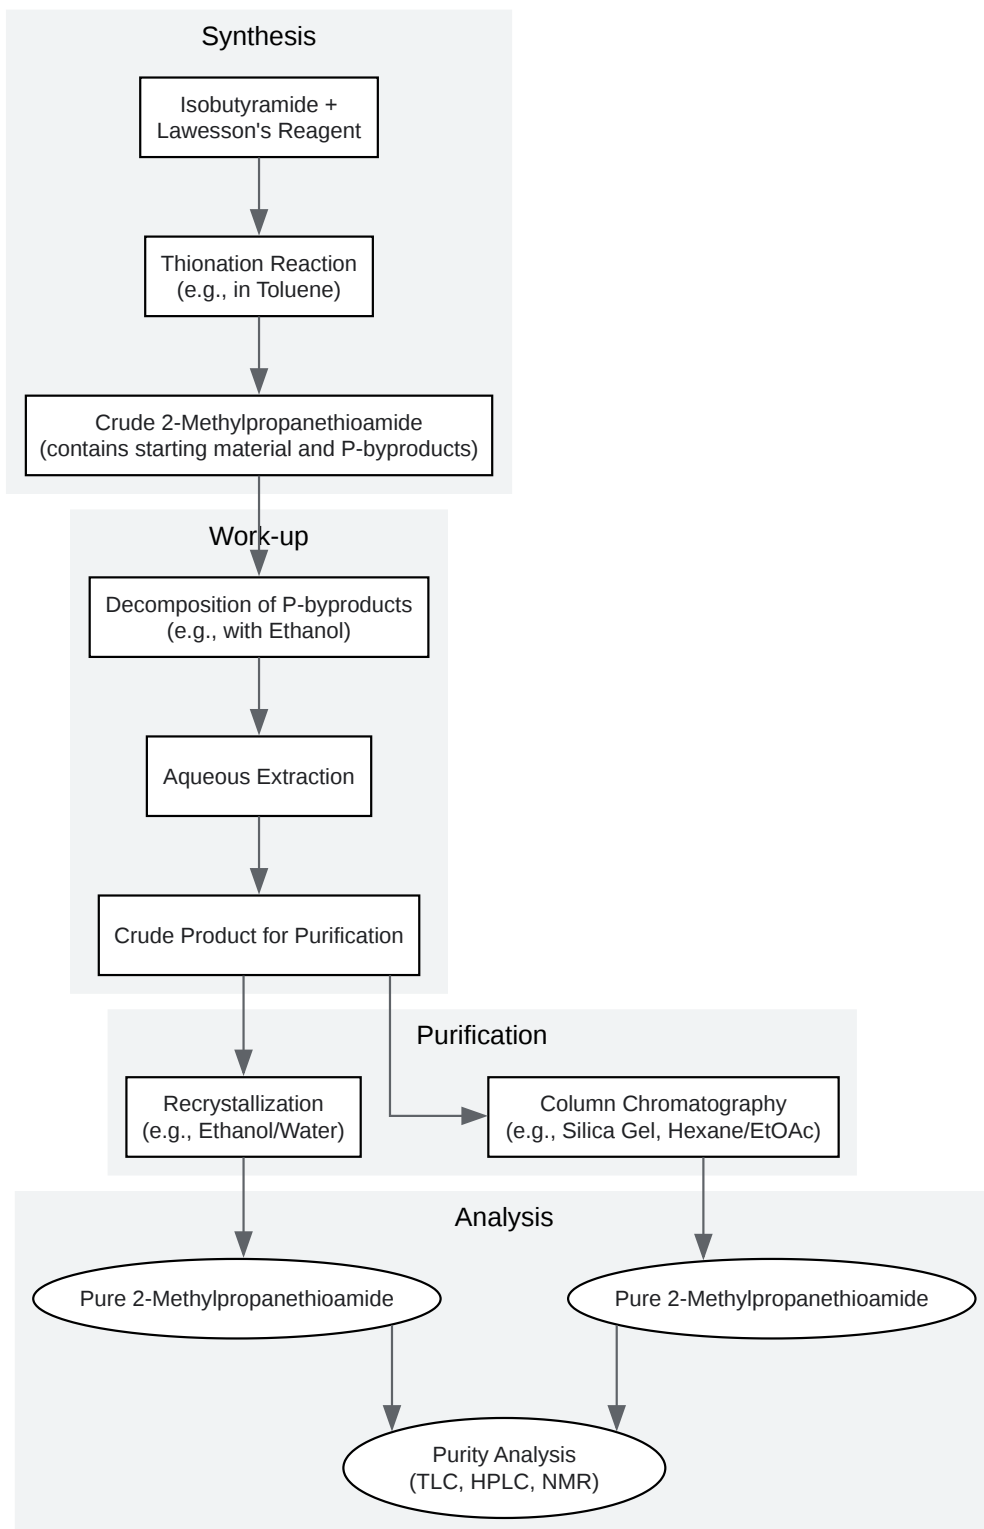 Synthesis
Isobutyramide +
Lawesson's Reagent
Thionation Reaction
(e.g., in Toluene)
Crude 2-Methylpropanethioamide
(contains starting material and P-byproducts)
Work-up
Decomposition of P-byproducts
(e.g., with Ethanol)
Aqueous Extraction
Crude Product for Purification
Purification
Recrystallization
(e.g., Ethanol/Water)
Column Chromatography
(e.g., Silica Gel, Hexane/EtOAc)
Analysis
Pure 2-Methylpropanethioamide
Pure 2-Methylpropanethioamide
Purity Analysis
(TLC, HPLC, NMR)